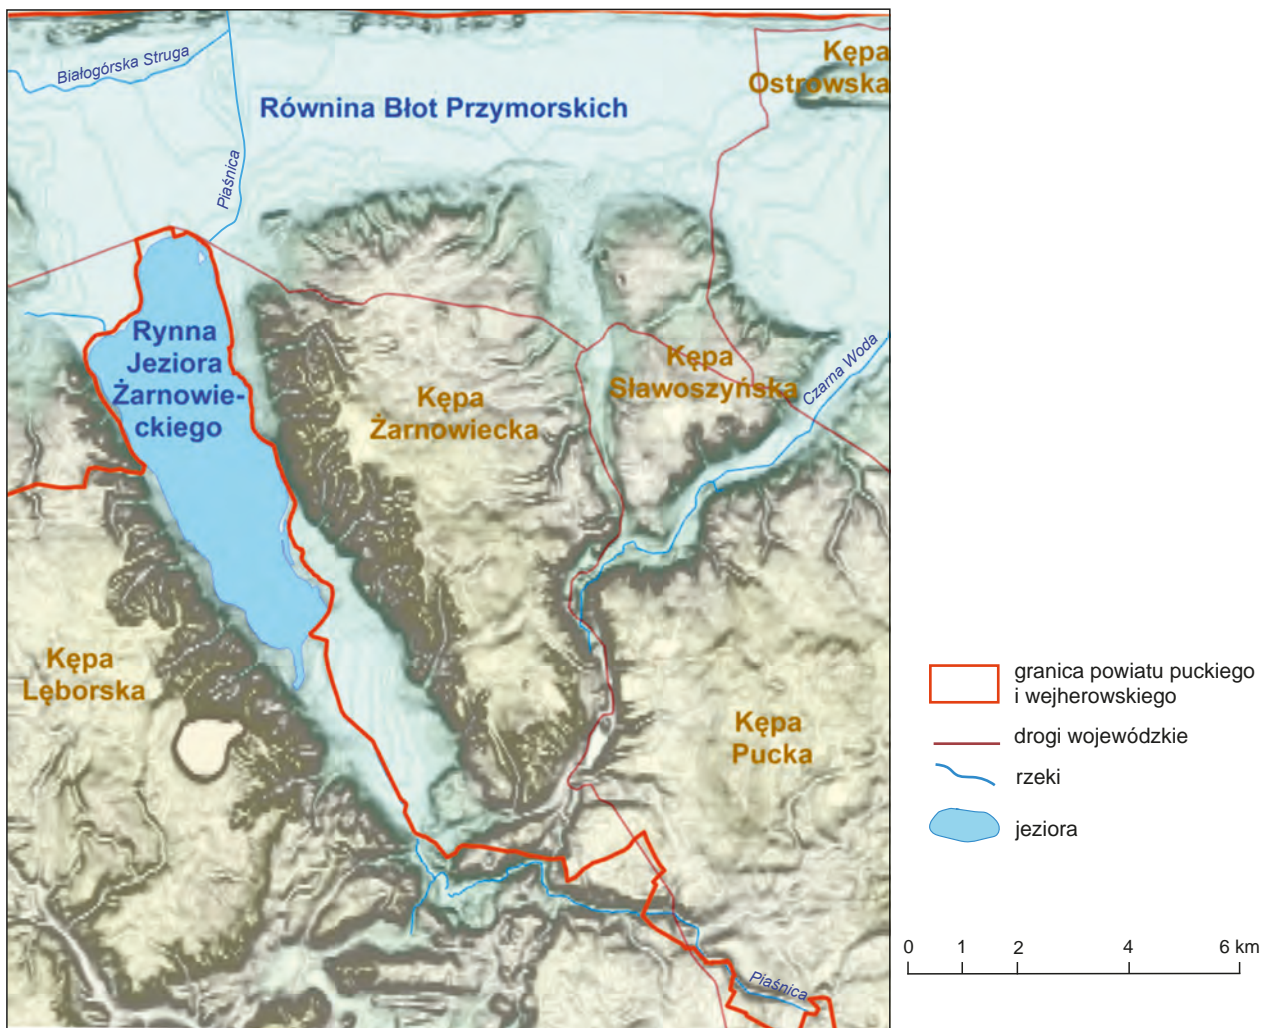 Białogórska Struga
Kępa
Ostrowska
Równina Błot Przymorskich
Piaśnica
Rynna
Jeziora
Żarnowie-
ckiego
Kępa
Żarnowiecka
Kępa
Sławoszyńska
Czarna Woda
Kępa
Lęborska
Kępa
Pucka
Piaśnica
granica powiatu puckiego
i wejherowskiego
drogi wojewódzkie
rzeki
jeziora
0 1 2 4 6 km